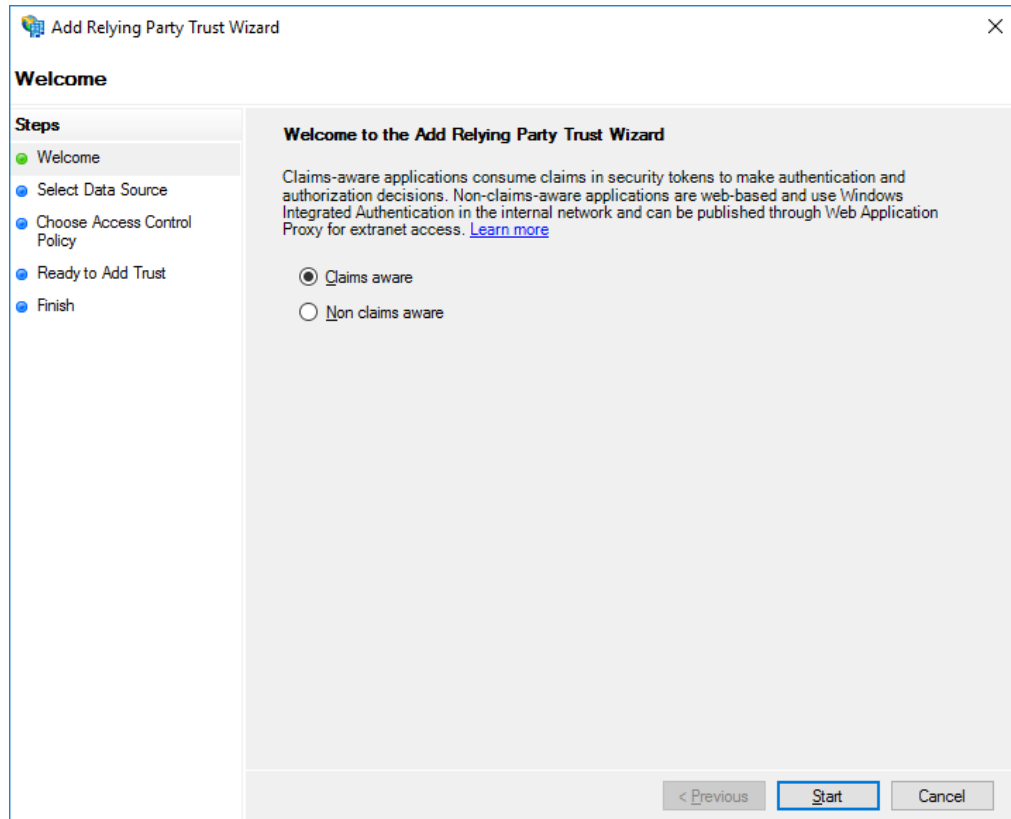 Add Relying Party Trust Wizard
Welcome
Steps
Welcome
Select Data Source
Choose Access Control
Policy
Ready to Add Trust
Finish
Welcome to the Add Relying Party Trust Wizard
Claims-aware applications consume claims in security tokens to make authentication and
authorization decisions. Non-claims-aware applications are web-based and use Windows
Integrated Authentication in the internal network and can be published through Web Application
Proxy for extranet access. Learn more
Claims aware
Non claims aware
< Previous
Start
Cancel